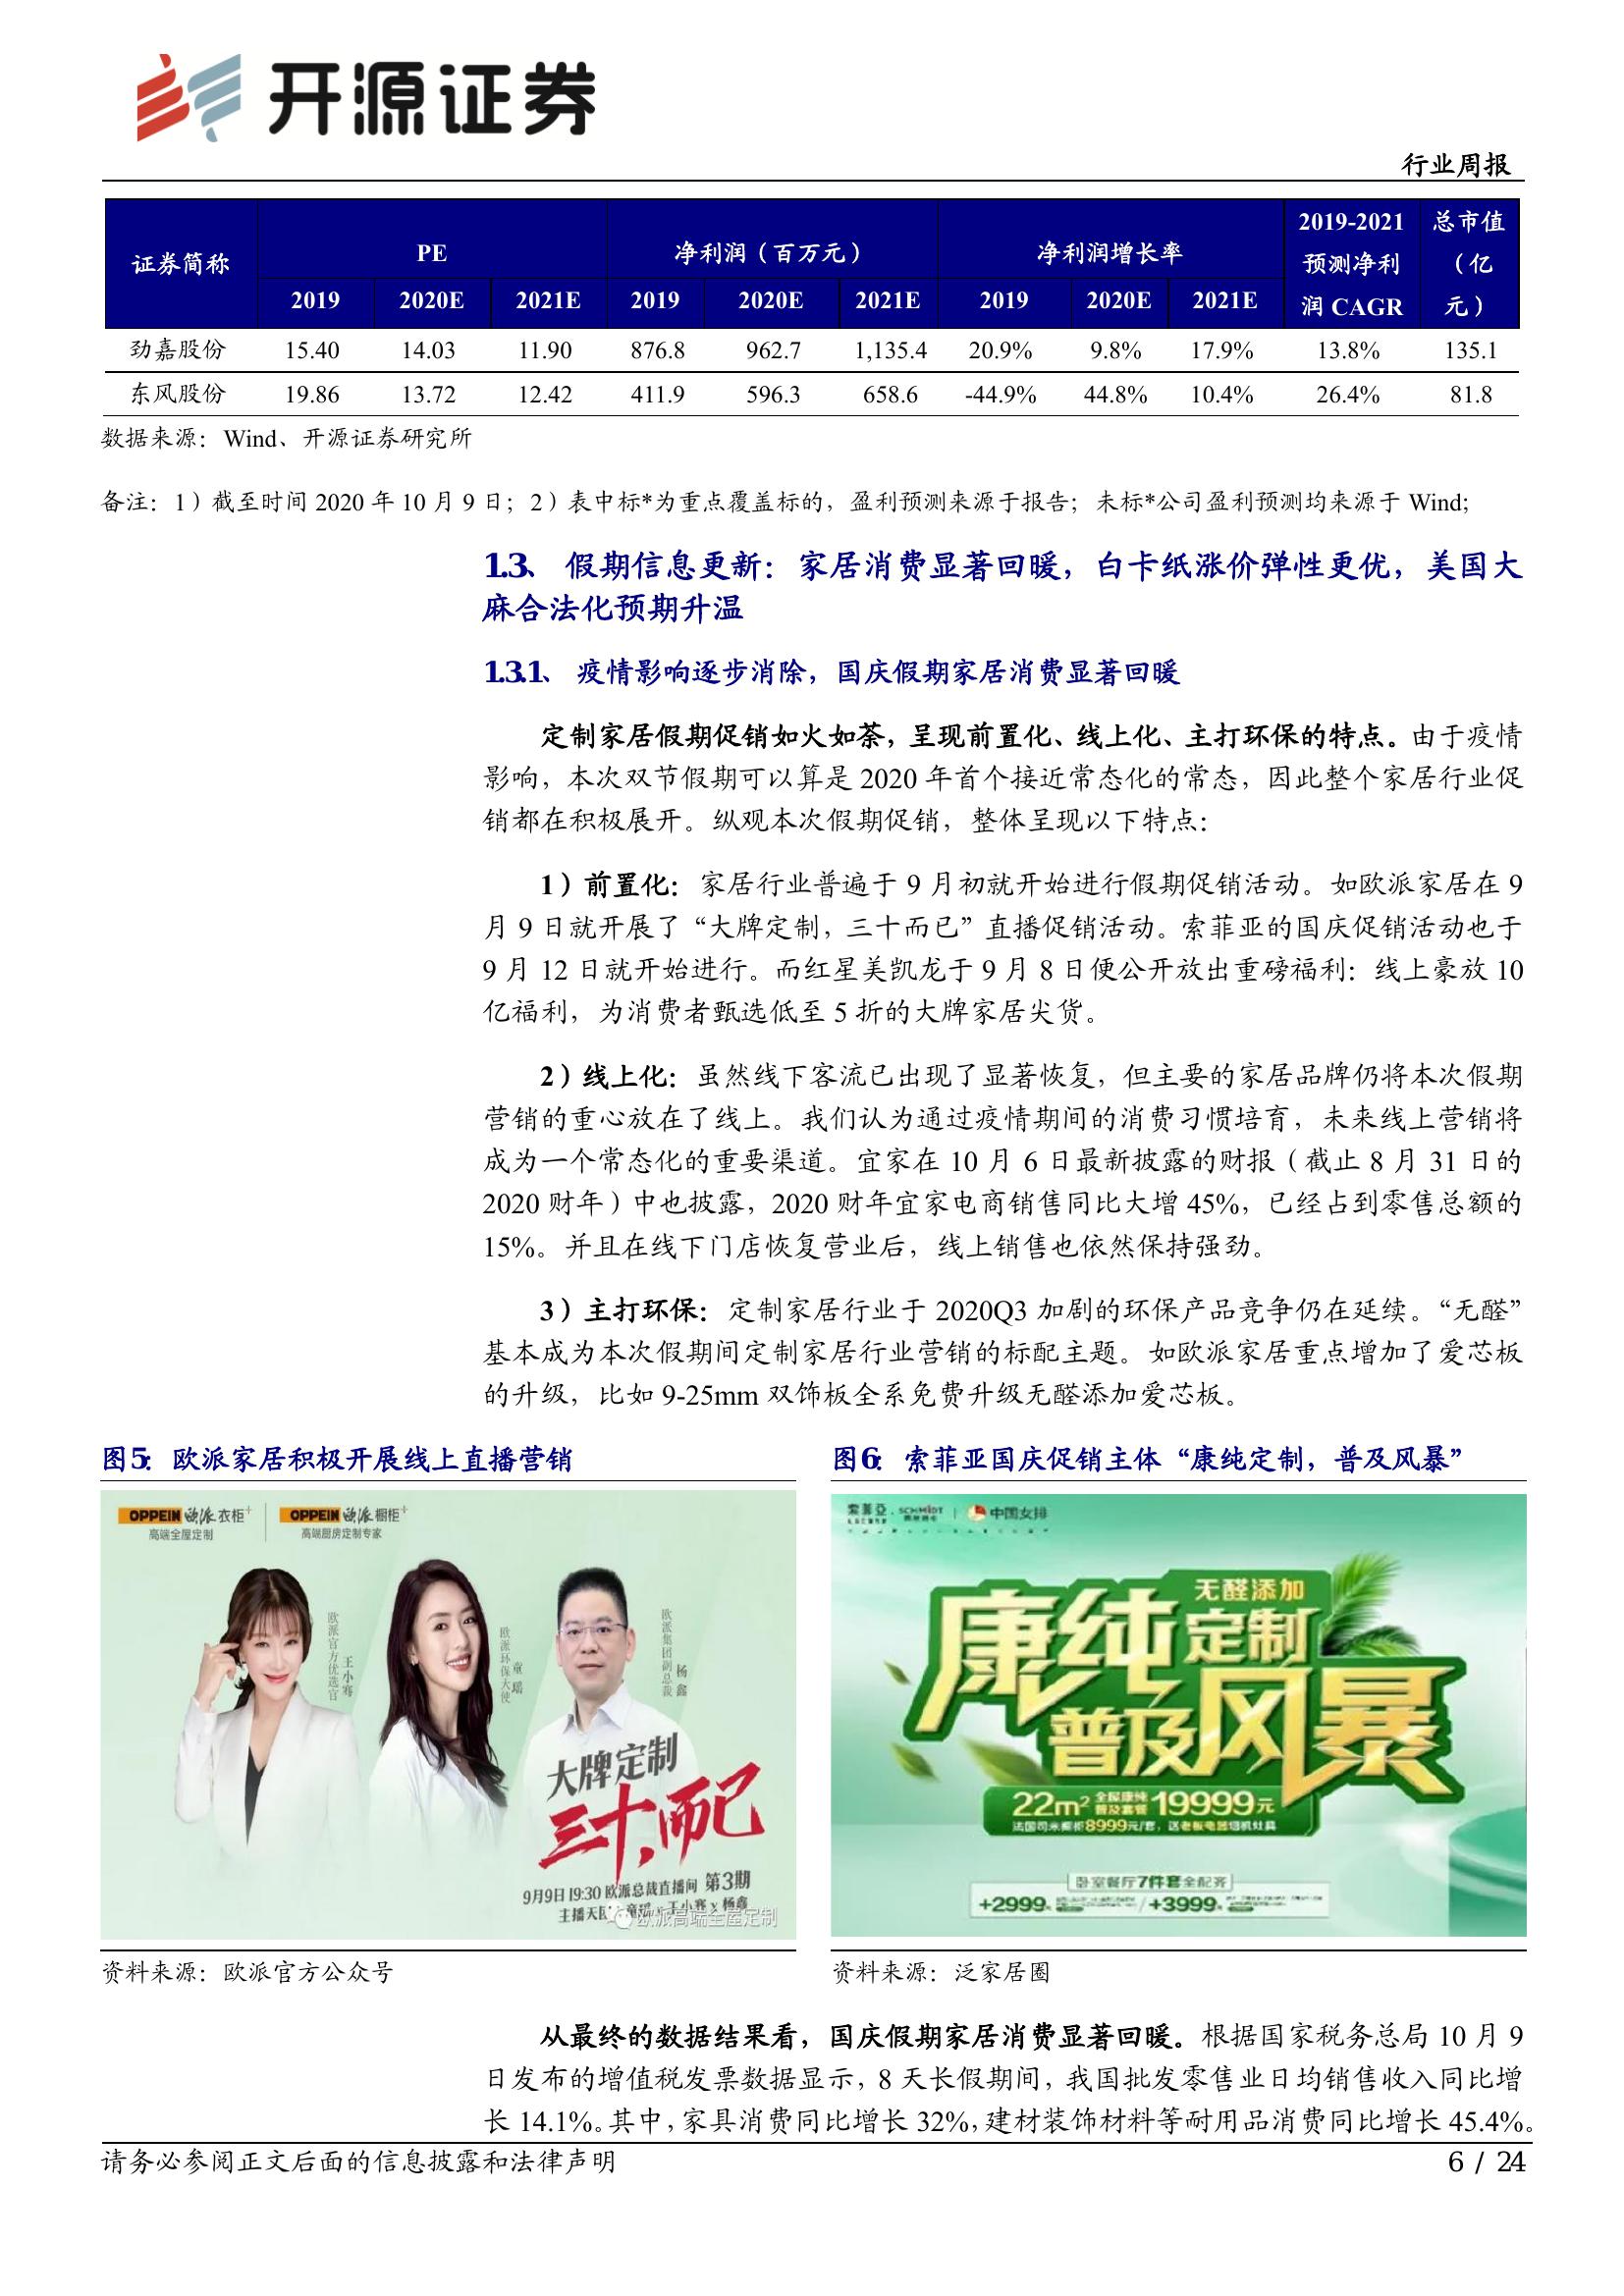 开源证券
行业周报
证券简称 PE 净利润（百万元） 净利润增长率 2019-2021预测净利润 CAGR 总市值（亿元）
2019 2020E 2021E 2019 2020E 2021E 2019 2020E 2021E
劲嘉股份 15.40 14.03 11.90 876.8 962.7 1,135.4 20.9% 9.8% 17.9% 13.8% 135.1
东风股份 19.86 13.72 12.42 411.9 596.3 658.6 -44.9% 44.8% 10.4% 26.4% 81.8
数据来源：Wind、开源证券研究所
备注：1）截至时间 2020 年 10 月 9 日；2）表中标*为重点覆盖标的，盈利预测来源于报告；未标*公司盈利预测均来源于 Wind；
1.3、 假期信息更新：家居消费显著回暖，白卡纸涨价弹性更优，美国大
麻合法化预期升温
1.3.1、 疫情影响逐步消除，国庆假期家居消费显著回暖
定制家居假期促销如火如荼，呈现前置化、线上化、主打环保的特点。由于疫情
影响，本次双节假期可以算是 2020 年首个接近常态化的常态，因此整个家居行业促
销都在积极展开。纵观本次假期促销，整体呈现以下特点：
1）前置化：家居行业普遍于 9 月初就开始进行假期促销活动。如欧派家居在 9
月 9 日就开展了“大牌定制，三十而已”直播促销活动。索菲亚的国庆促销活动也于
9 月 12 日就开始进行。而红星美凯龙于 9 月 8 日便公开放出重磅福利：线上豪放 10
亿福利，为消费者甄选低至 5 折的大牌家居尖货。
2）线上化：虽然线下客流已出现了显著恢复，但主要的家居品牌仍将本次假期
营销的重心放在了线上。我们认为通过疫情期间的消费习惯培育，未来线上营销将
成为一个常态化的重要渠道。宜家在 10 月 6 日最新披露的财报（截止 8 月 31 日的
2020 财年）中也披露，2020 财年宜家电商销售同比大增 45%，已经占到零售总额的
15%。并且在线下门店恢复营业后，线上销售也依然保持强劲。
3）主打环保：定制家居行业于 2020Q3 加剧的环保产品竞争仍在延续。“无醛”
基本成为本次假期间定制家居行业营销的标配主题。如欧派家居重点增加了爱芯板
的升级，比如 9-25mm 双饰板全系免费升级无醛添加爱芯板。
图5：欧派家居积极开展线上直播营销
OPPEIN 欧派 衣柜+
高端全屋定制
OPPEIN 欧派 橱柜+
高端厨房定制专家
欧派官方优选官
王小骞
欧派环保大使
童瑶
欧派集团副总裁
杨鑫
大牌定制
三十,而已
9月9日 19:30 欧派总裁直播间 第3期
主播天团 童瑶 x 王小骞 x 杨鑫
欧派高端全屋定制
资料来源：欧派官方公众号
图6：索菲亚国庆促销主体“康纯定制，普及风暴”
索菲亞 SCHMIDT 中国女排
无醛添加
康纯定制
普及风暴
22m² 全屋康纯普及套餐 19999元
法国司米橱柜8999元/套，送老板电器烟机灶具
卧室餐厅7件套全配齐
+2999元 / +3999元
资料来源：泛家居圈
从最终的数据结果看，国庆假期家居消费显著回暖。根据国家税务总局 10 月 9
日发布的增值税发票数据显示，8 天长假期间，我国批发零售业日均销售收入同比增
长 14.1%。其中，家具消费同比增长 32%，建材装饰材料等耐用品消费同比增长 45.4%。
请务必参阅正文后面的信息披露和法律声明
6 / 24